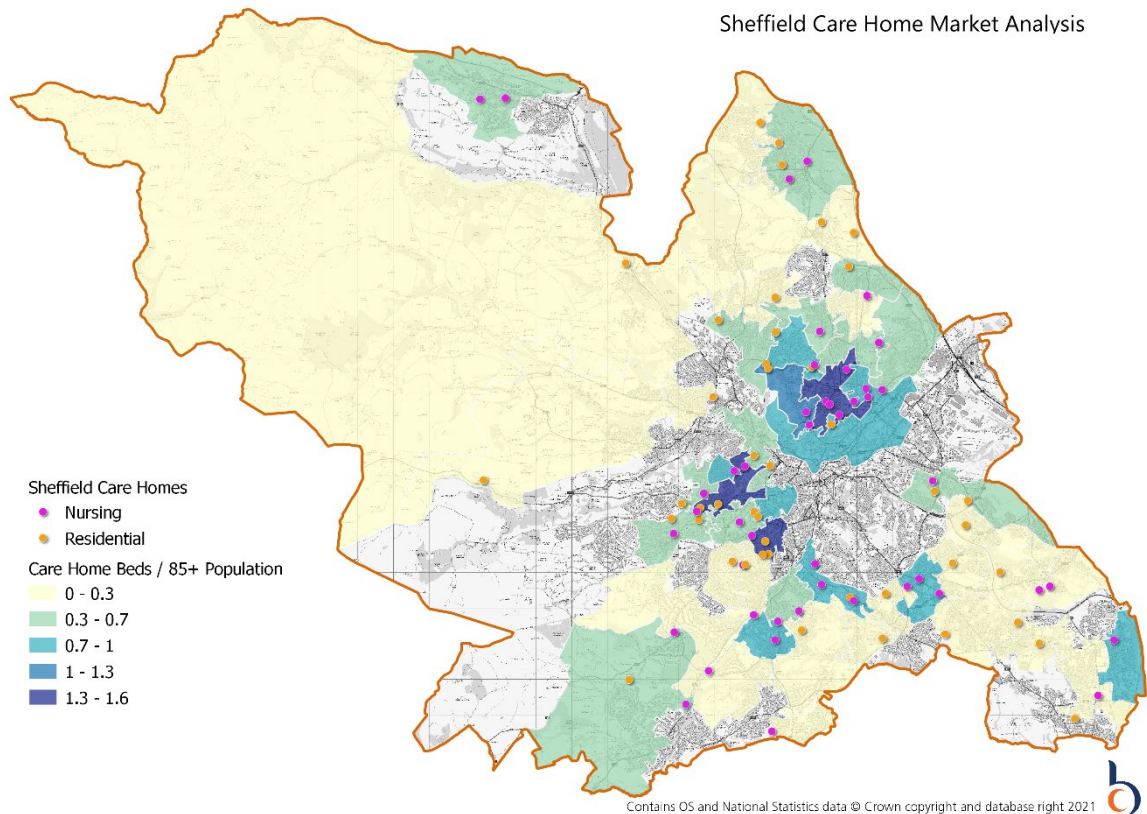 Sheffield Care Home Market Analysis
Sheffield Care Homes
Nursing
Residential
Care Home Beds / 85+ Population
0 - 0.3
0.3 - 0.7
0.7 - 1
1 - 1.3
1.3 - 1.6
Contains OS and National Statistics data © Crown copyright and database right 2021